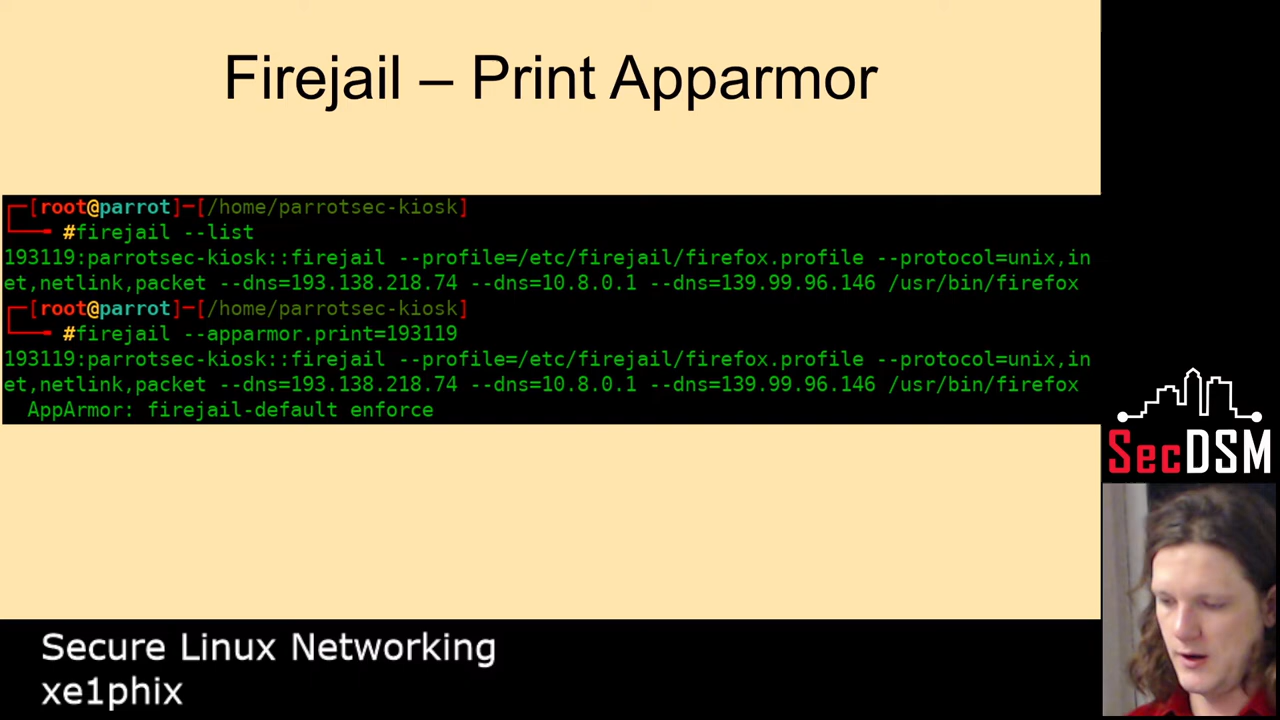 Firejail – Print Apparmor
┌─[root@parrot]─[/home/parrotsec-kiosk]
└──╼ #firejail --list
193119:parrotsec-kiosk::firejail --profile=/etc/firejail/firefox.profile --protocol=unix,in
et,netlink,packet --dns=193.138.218.74 --dns=10.8.0.1 --dns=139.99.96.146 /usr/bin/firefox
┌─[root@parrot]─[/home/parrotsec-kiosk]
└──╼ #firejail --apparmor.print=193119
193119:parrotsec-kiosk::firejail --profile=/etc/firejail/firefox.profile --protocol=unix,in
et,netlink,packet --dns=193.138.218.74 --dns=10.8.0.1 --dns=139.99.96.146 /usr/bin/firefox
  AppArmor: firejail-default enforce
SecDSM
Secure Linux Networking
xe1phix